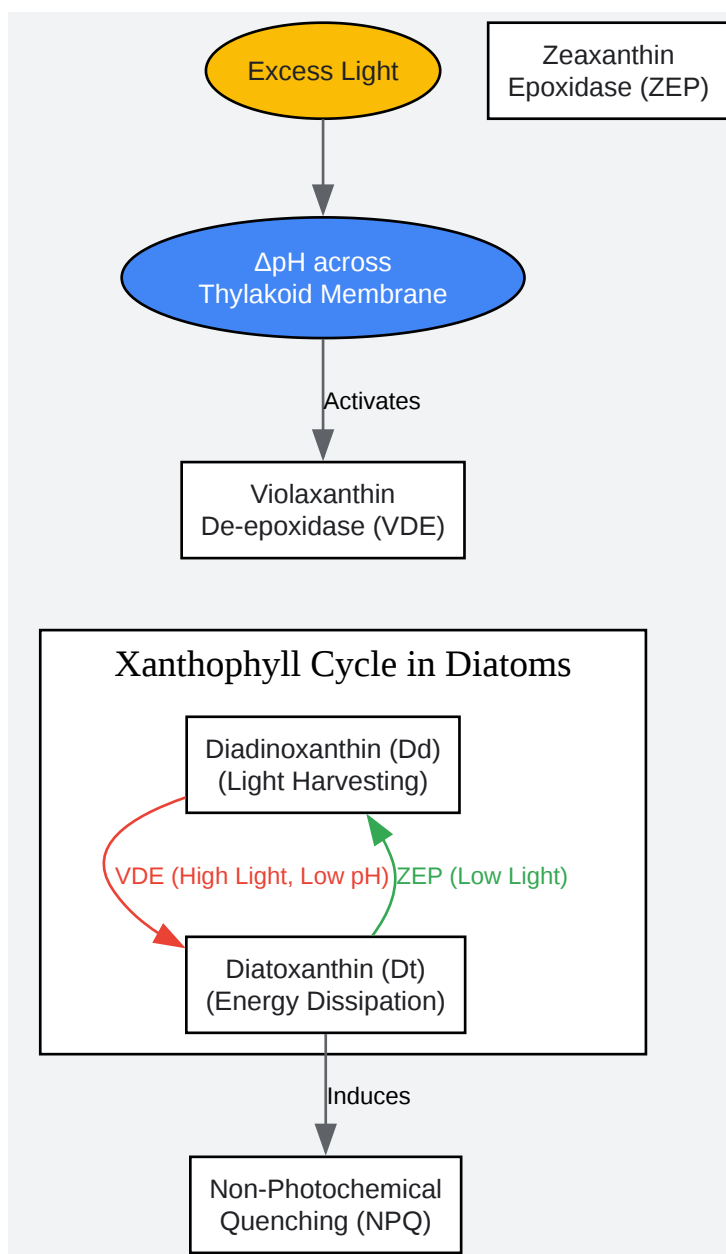 Excess Light
Zeaxanthin
Epoxidase (ZEP)
ΔpH across
Thylakoid Membrane
Activates
Violaxanthin
De-epoxidase (VDE)
Xanthophyll Cycle in Diatoms
Diadinoxanthin (Dd)
(Light Harvesting)
VDE (High Light, Low pH)
ZEP (Low Light)
Diatoxanthin (Dt)
(Energy Dissipation)
Induces
Non-Photochemical
Quenching (NPQ)